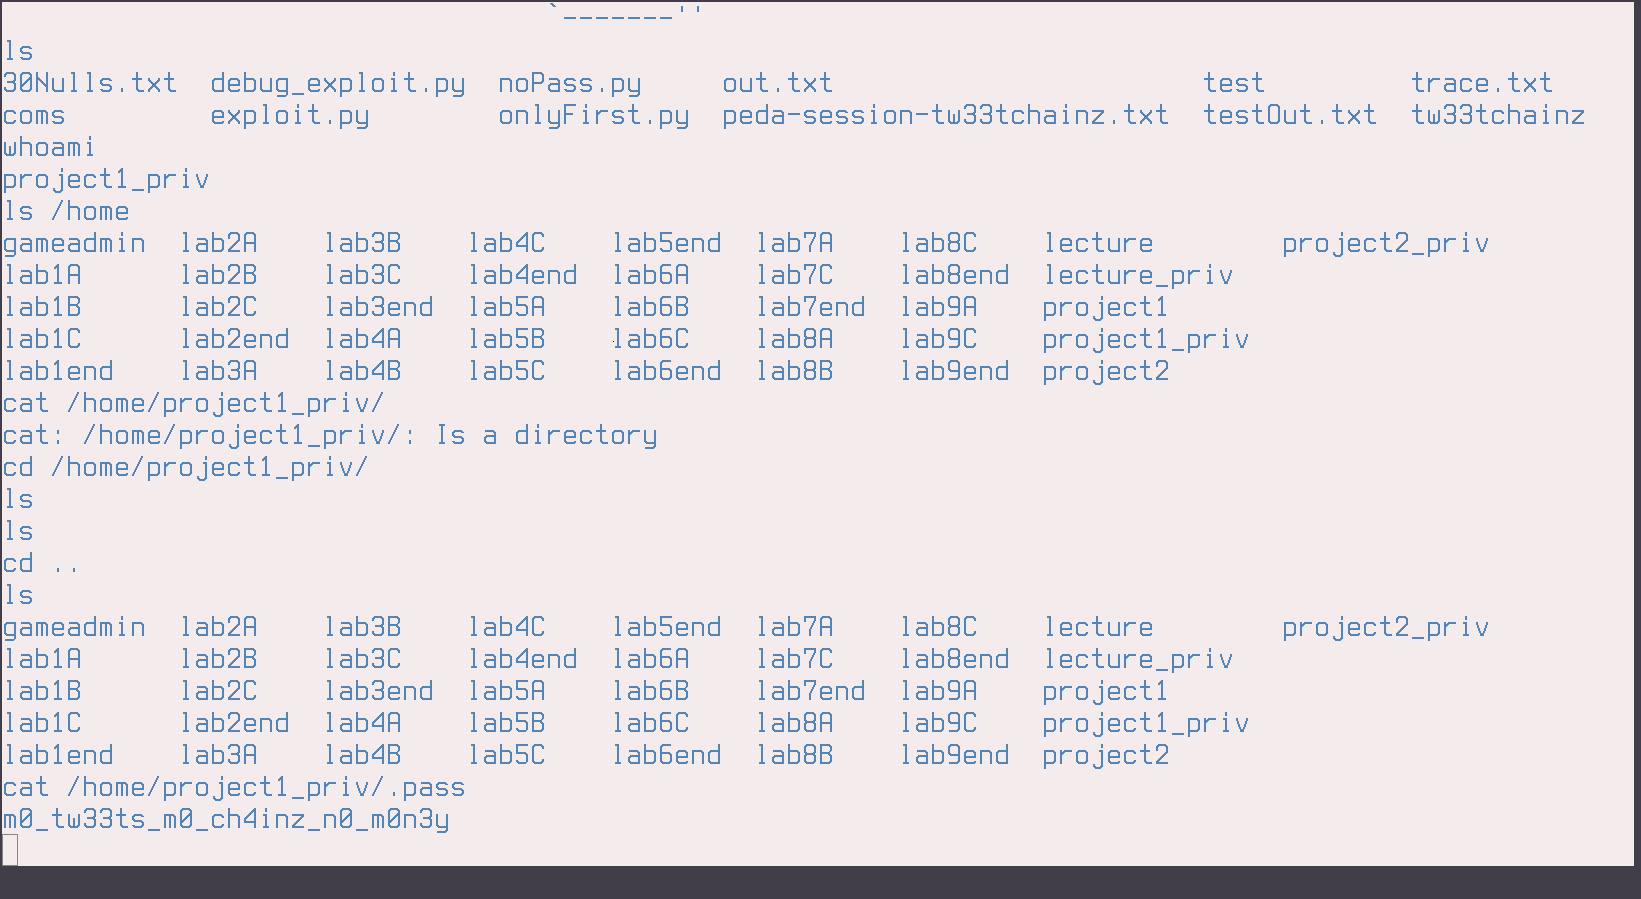 `_______''
ls
30Nulls.txt  debug_exploit.py  noPass.py     out.txt                       test         trace.txt
coms         exploit.py        onlyFirst.py  peda-session-tw33tchainz.txt  testOut.txt  tw33tchainz
whoami
project1_priv
ls /home
gameadmin  lab2A    lab3B    lab4C    lab5end  lab7A    lab8C    lecture        project2_priv
lab1A      lab2B    lab3C    lab4end  lab6A    lab7C    lab8end  lecture_priv
lab1B      lab2C    lab3end  lab5A    lab6B    lab7end  lab9A    project1
lab1C      lab2end  lab4A    lab5B    lab6C    lab8A    lab9C    project1_priv
lab1end    lab3A    lab4B    lab5C    lab6end  lab8B    lab9end  project2
cat /home/project1_priv/
cat: /home/project1_priv/: Is a directory
cd /home/project1_priv/
ls
ls
cd ..
ls
gameadmin  lab2A    lab3B    lab4C    lab5end  lab7A    lab8C    lecture        project2_priv
lab1A      lab2B    lab3C    lab4end  lab6A    lab7C    lab8end  lecture_priv
lab1B      lab2C    lab3end  lab5A    lab6B    lab7end  lab9A    project1
lab1C      lab2end  lab4A    lab5B    lab6C    lab8A    lab9C    project1_priv
lab1end    lab3A    lab4B    lab5C    lab6end  lab8B    lab9end  project2
cat /home/project1_priv/.pass
m0_tw33ts_m0_ch4inz_n0_m0n3y